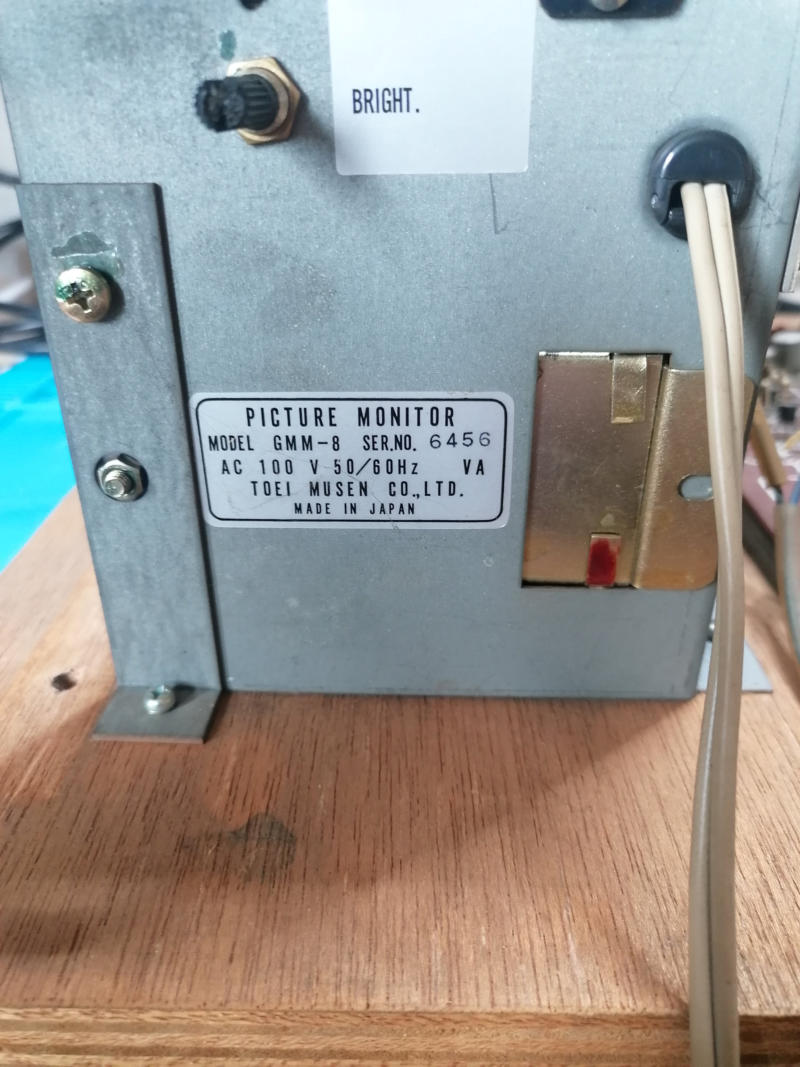 BRIGHT.
PICTURE MONITOR
MODEL GMM-8 SER.NO. 6456
AC 100 V 50/60Hz VA
TOEI MUSEN CO.,LTD.
MADE IN JAPAN